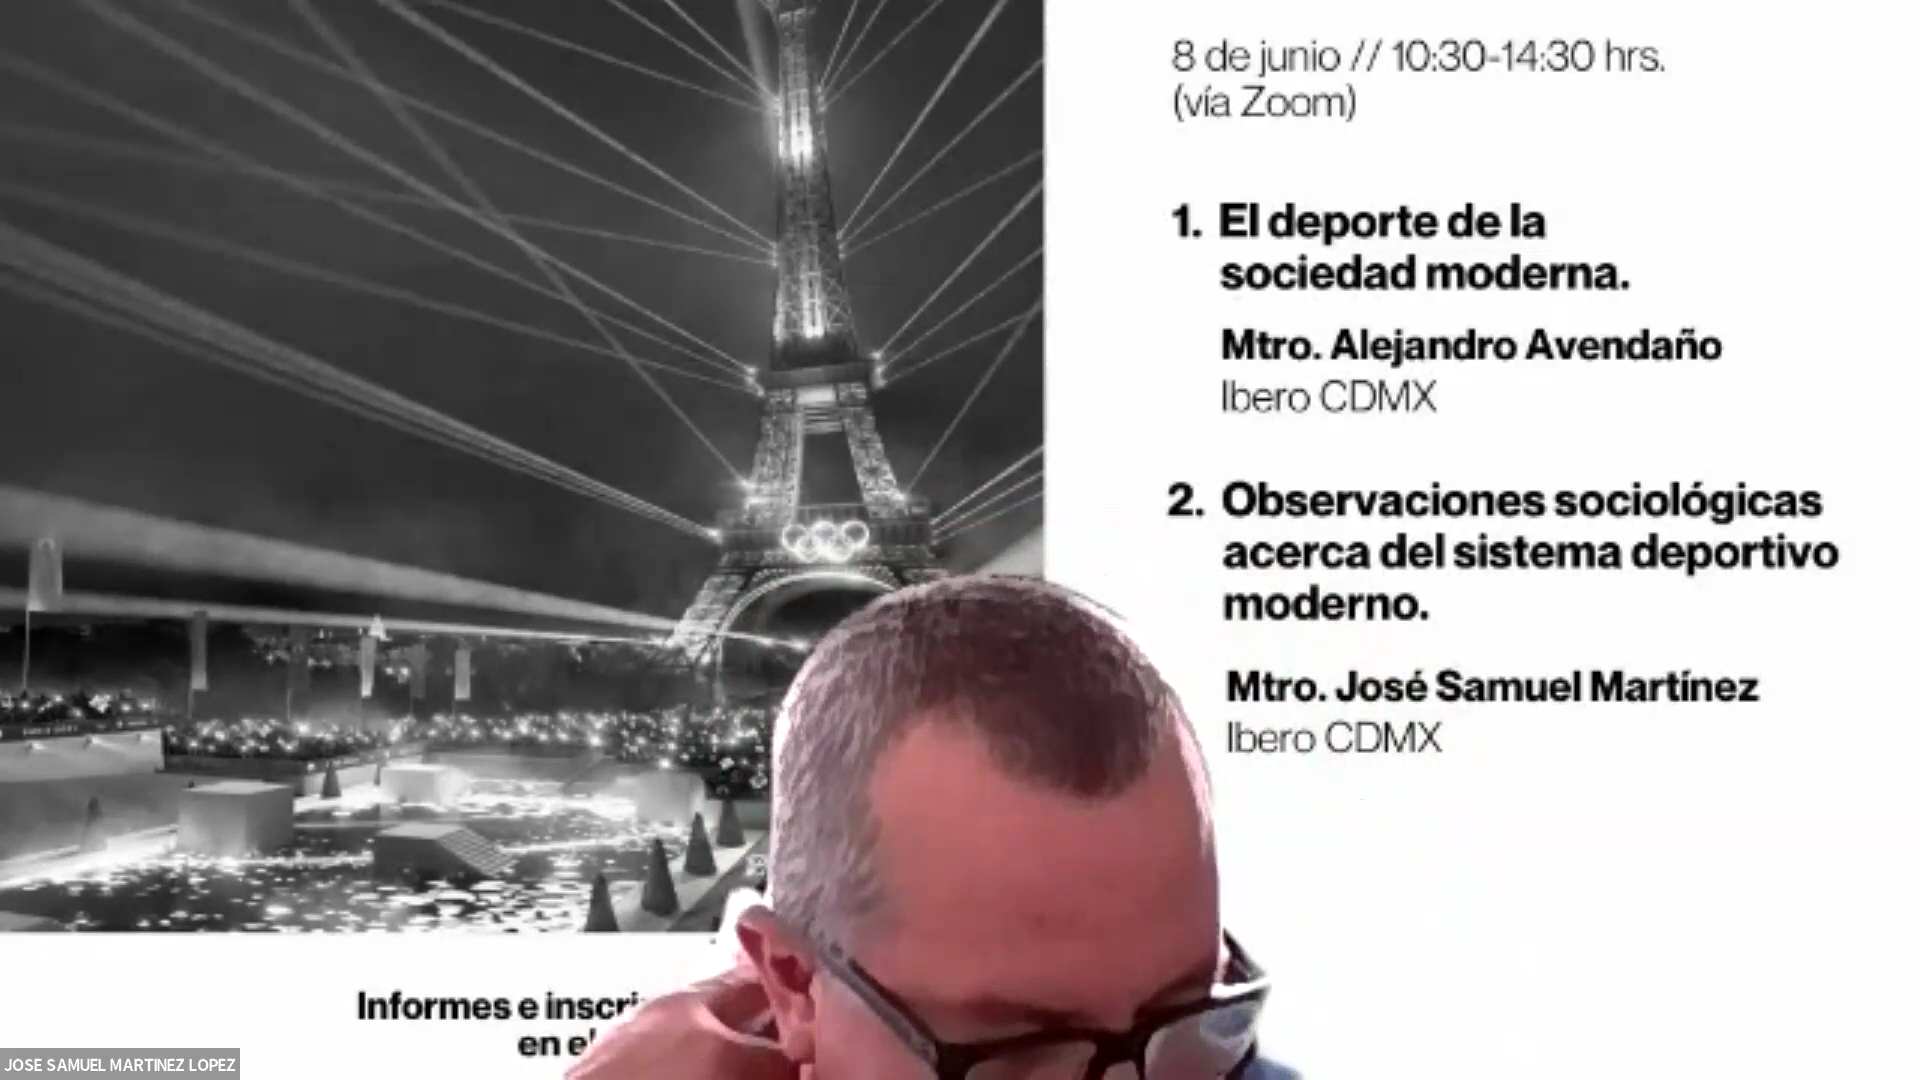 8 de junio // 10:30-14:30 hrs.
(vía Zoom)
1. El deporte de la
sociedad moderna.
Mtro. Alejandro Avendaño
Ibero CDMX
2. Observaciones sociológicas
acerca del sistema deportivo
moderno.
Mtro. José Samuel Martínez
Ibero CDMX
Informes e
en
JOSE SAMUEL MARTINEZ LOPEZ